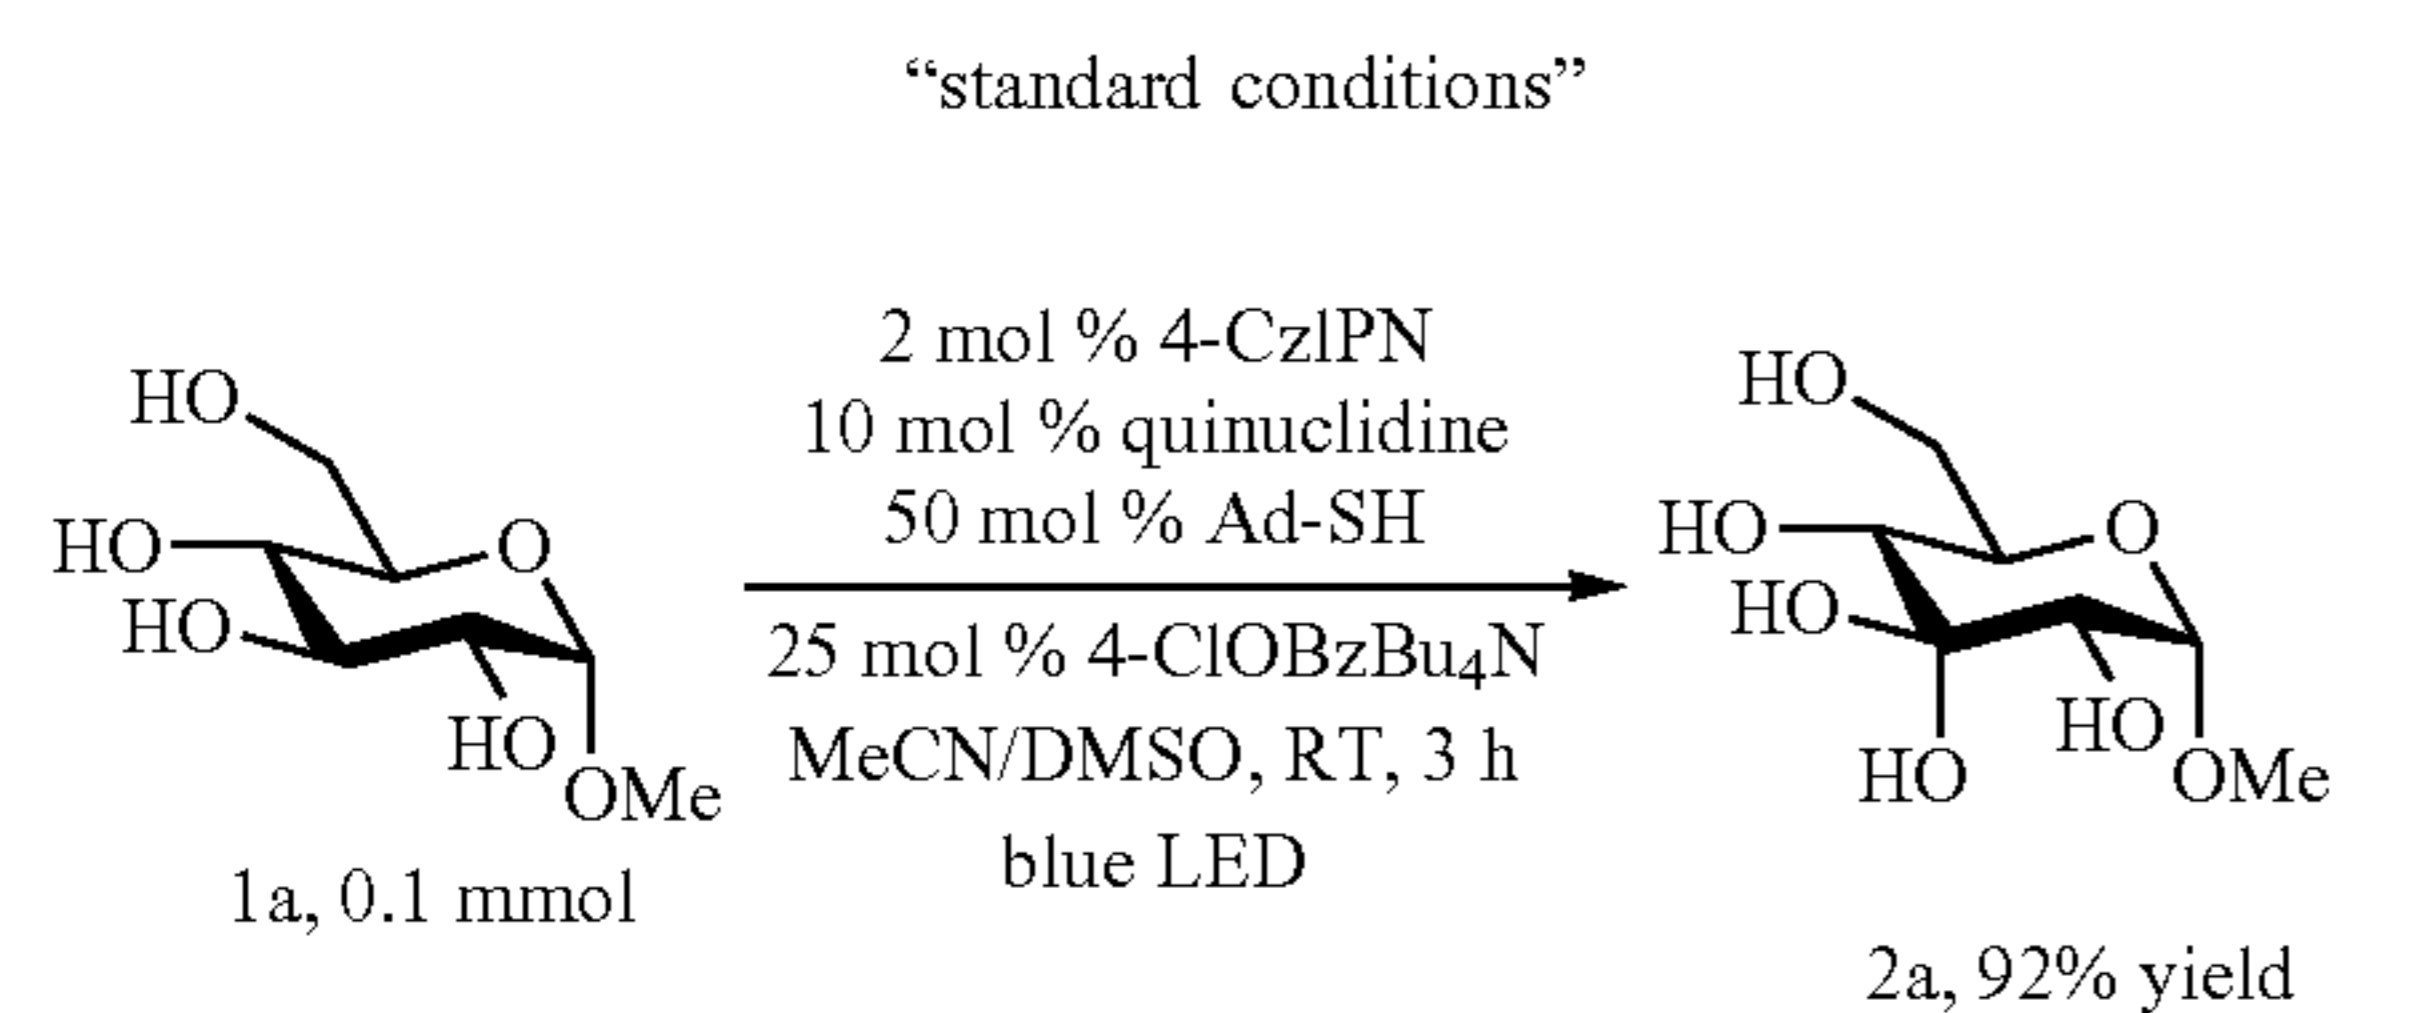 “standard conditions”
2 mol % 4-CzlPN
10 mol % quinuclidine
50 mol % Ad-SH
25 mol % 4-ClOBzBu4N
MeCN/DMSO, RT, 3 h
blue LED
HO
HO
O
HO
HO
OMe
1a, 0.1 mmol
HO
HO
O
HO
HO
HO
OMe
2a, 92% yield